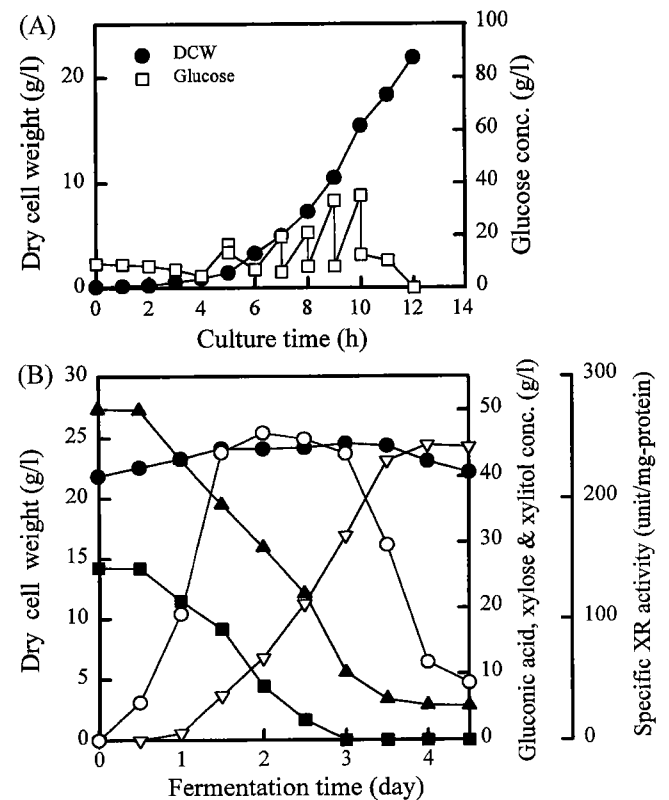 (A)
DCW
Glucose
Dry cell weight (g/l)
0
10
20
Glucose conc. (g/l)
0
20
40
60
80
100
0 2 4 6 8 10 12 14
Culture time (h)
(B)
Dry cell weight (g/l)
0
5
10
15
20
25
30
Gluconic acid, xylose & xylitol conc. (g/l)
0
10
20
30
40
50
Specific XR activity (unit/mg-protein)
0
100
200
300
0 1 2 3 4
Fermentation time (day)